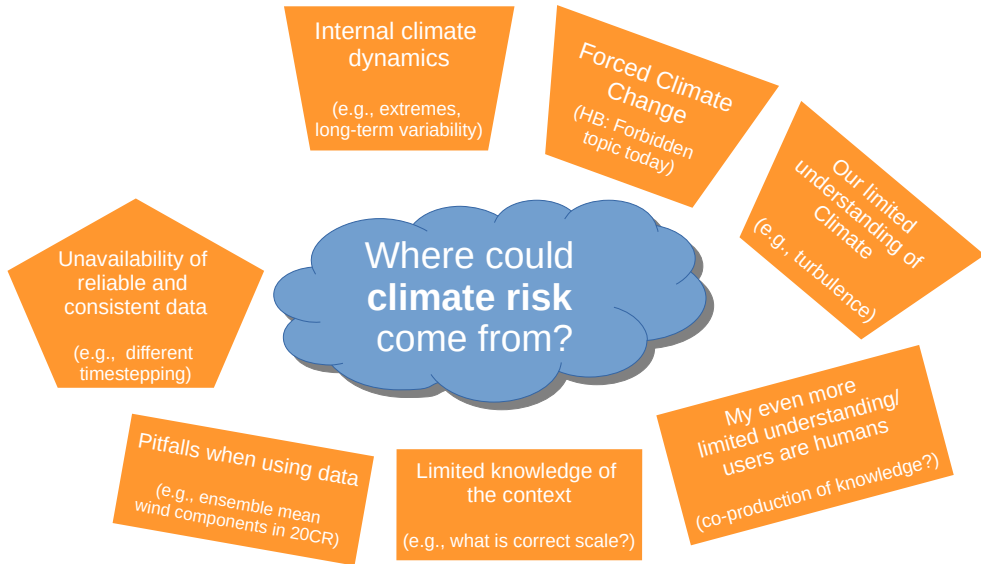 Internal climate
dynamics
(e.g., extremes,
long-term variability)
Forced Climate
Change
(HB: Forbidden
topic today)
Our limited
understanding of
Climate
(e.g., turbulence)
Unavailability of
reliable and
consistent data
(e.g., different
timestepping)
Where could
climate risk
come from?
My even more
limited understanding/
users are humans
(co-production of knowledge?)
Pitfalls when using data
(e.g., ensemble mean
wind components in 20CR)
Limited knowledge of
the context
(e.g., what is correct scale?)